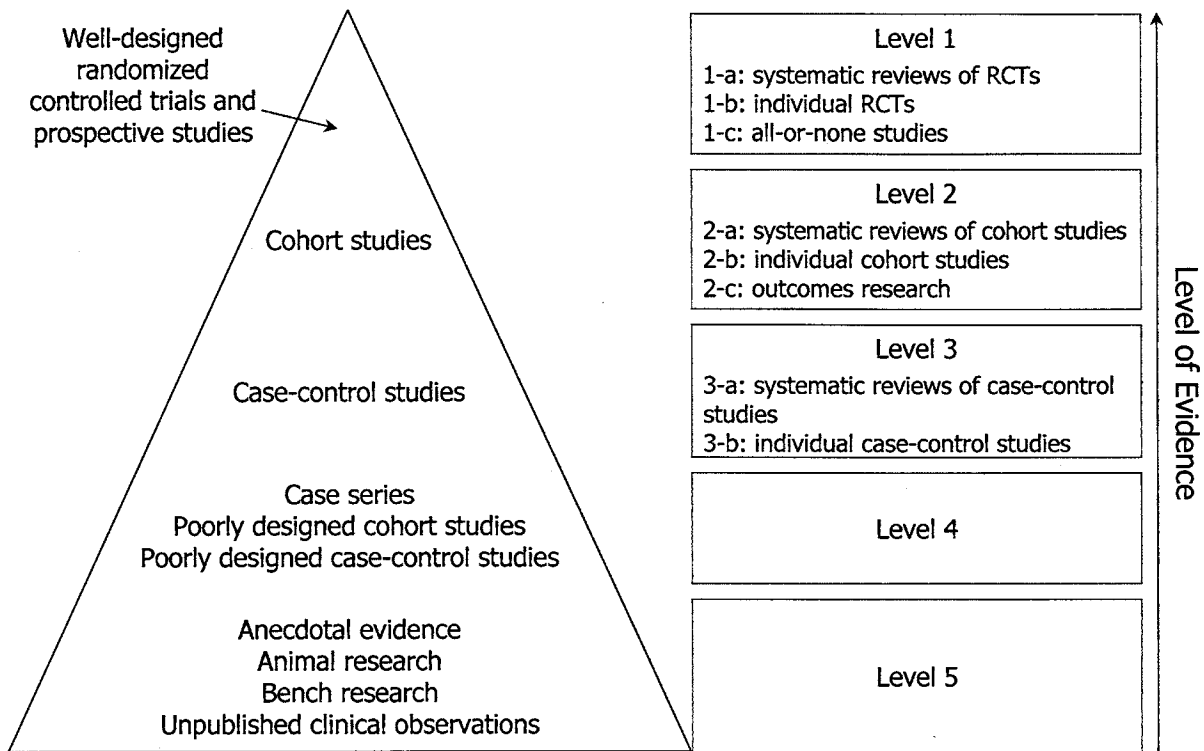 Well-designed
randomized
controlled trials and
prospective studies
Cohort studies
Case-control studies
Case series
Poorly designed cohort studies
Poorly designed case-control studies
Anecdotal evidence
Animal research
Bench research
Unpublished clinical observations
Level 1
1-a: systematic reviews of RCTs
1-b: individual RCTs
1-c: all-or-none studies
Level 2
2-a: systematic reviews of cohort studies
2-b: individual cohort studies
2-c: outcomes research
Level 3
3-a: systematic reviews of case-control
studies
3-b: individual case-control studies
Level 4
Level 5
Level of Evidence